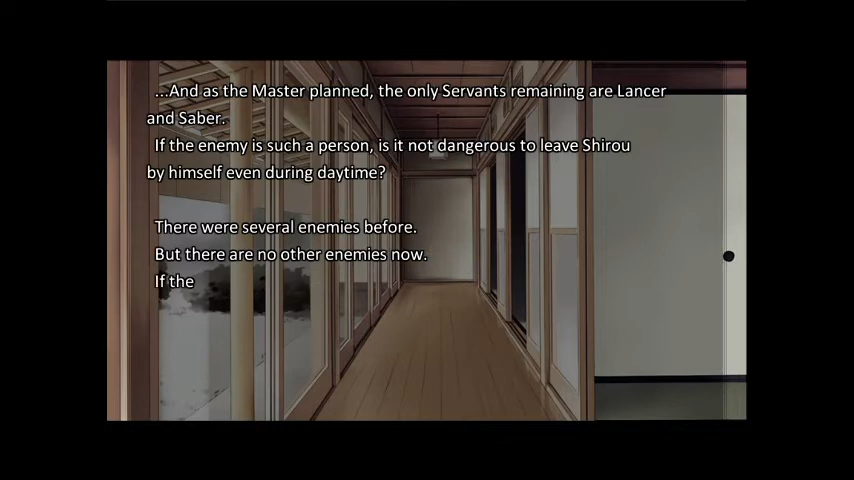 ...And as the Master planned, the only Servants remaining are Lancer
and Saber.
If the enemy is such a person, is it not dangerous to leave Shirou
by himself even during daytime?
There were several enemies before.
But there are no other enemies now.
If the